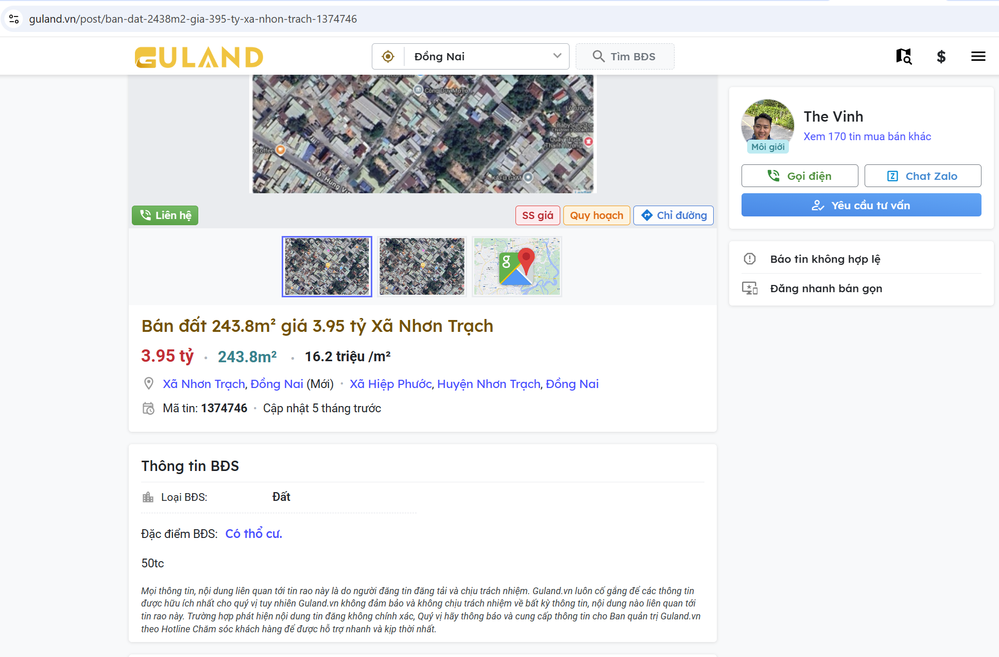 guland.vn/post/ban-dat-2438m2-gia-395-ty-xa-nhon-trach-1374746
GULAND
Đồng Nai
Tìm BĐS
$
Công Duy MoTo
BabySun Stor
Quầy Thuốc
Thanh Hương
Coffee
KAFU GXM
Đ. Hùng V
Leaflet
Liên hệ
SS giá
Quy hoạch
Chỉ đường
Bán đất 243.8m² giá 3.95 tỷ Xã Nhơn Trạch
3.95 tỷ • 243.8m² • 16.2 triệu /m²
Xã Nhơn Trạch, Đồng Nai (Mới) • Xã Hiệp Phước, Huyện Nhơn Trạch, Đồng Nai
Mã tin: 1374746 • Cập nhật 5 tháng trước
Thông tin BĐS
Loại BĐS: Đất
Đặc điểm BĐS: Có thổ cư.
50tc
Mọi thông tin, nội dung liên quan tới tin rao này là do người đăng tin đăng tải và chịu trách nhiệm. Guland.vn luôn cố gắng để các thông tin
được hữu ích nhất cho quý vị tuy nhiên Guland.vn không đảm bảo và không chịu trách nhiệm về bất kỳ thông tin, nội dung nào liên quan tới
tin rao này. Trường hợp phát hiện nội dung tin đăng không chính xác, Quý vị hãy thông báo và cung cấp thông tin cho Ban quản trị Guland.vn
theo Hotline Chăm sóc khách hàng để được hỗ trợ nhanh và kịp thời nhất.
The Vinh
Xem 170 tin mua bán khác
Môi giới
Gọi điện
Chat Zalo
Yêu cầu tư vấn
Báo tin không hợp lệ
Đăng nhanh bán gọn